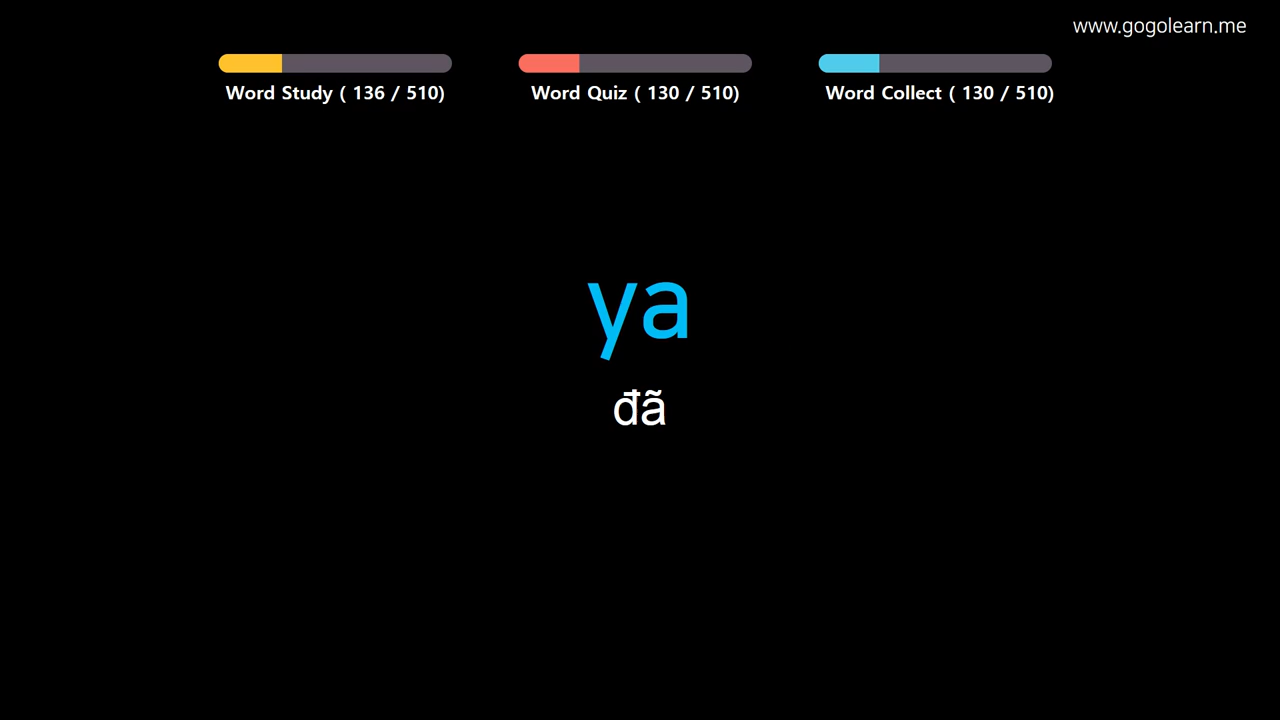 www.gogolearn.me
Word Study ( 136 / 510)
Word Quiz ( 130 / 510)
Word Collect ( 130 / 510)
ya
đã